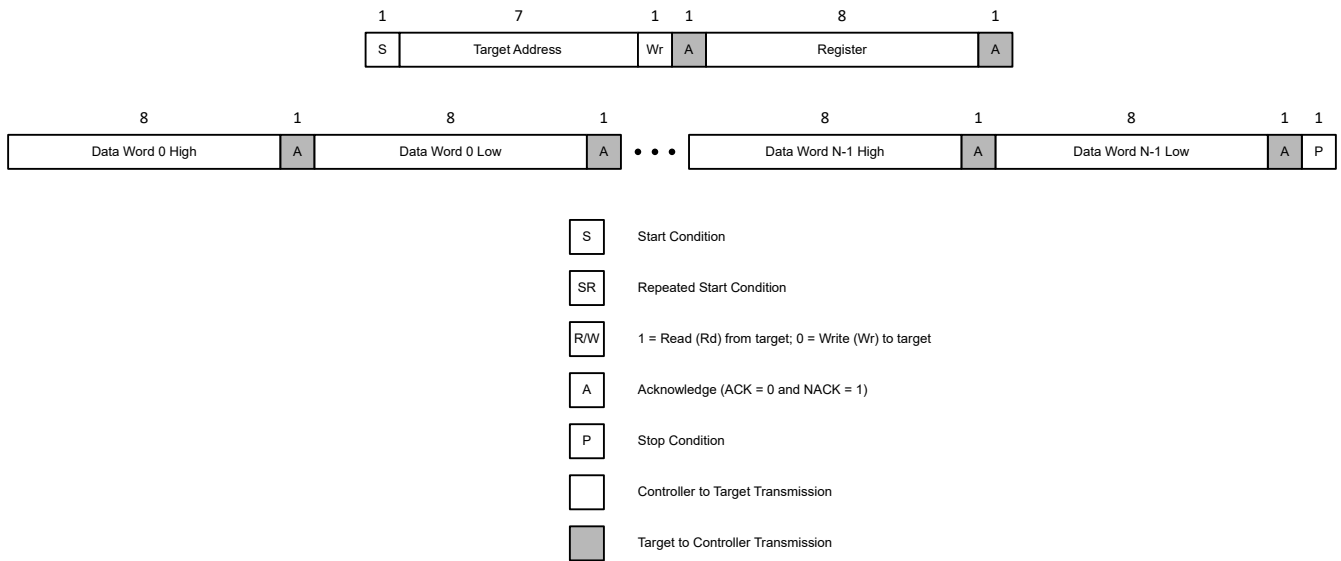 1 7 1 1 8 1
S Target Address Wr A Register A
8 1 8 1 8 1 8 1 1
Data Word 0 High A Data Word 0 Low A • • • Data Word N-1 High A Data Word N-1 Low A P
S Start Condition
SR Repeated Start Condition
R/W 1 = Read (Rd) from target; 0 = Write (Wr) to target
A Acknowledge (ACK = 0 and NACK = 1)
P Stop Condition
Controller to Target Transmission
Target to Controller Transmission